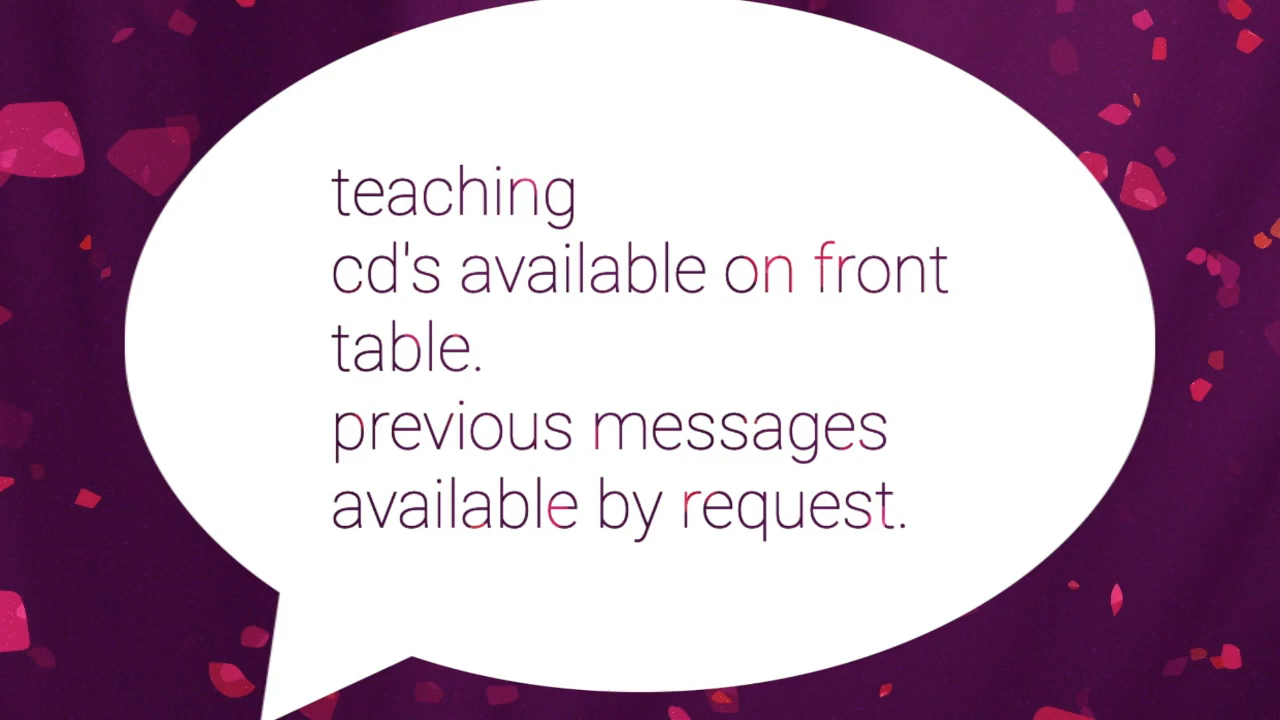 teaching
cd's available on front
table.
previous messages
available by request.